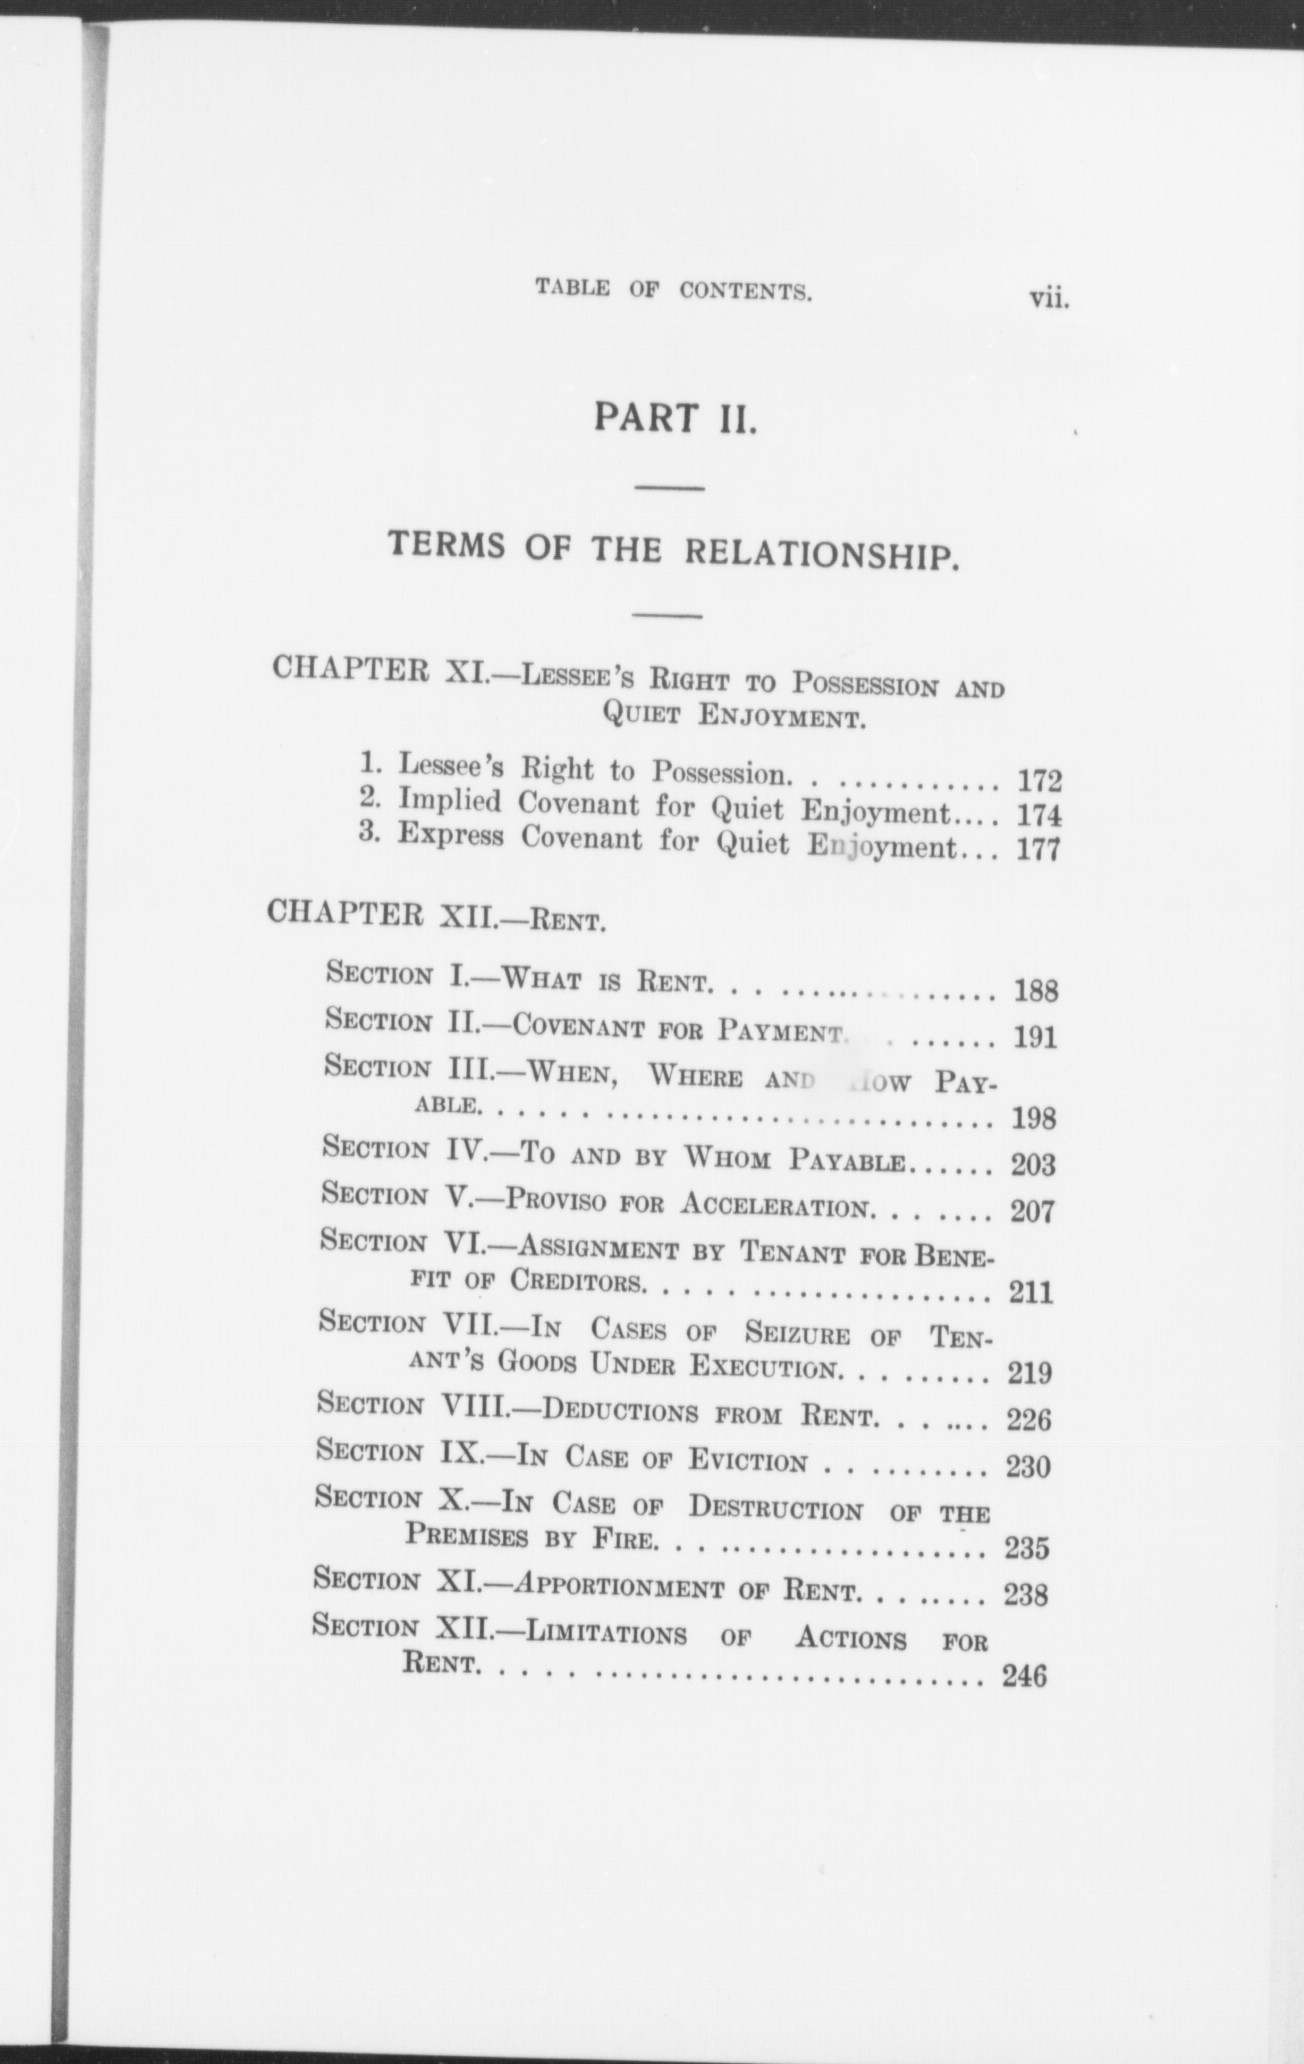 TABLE OF CONTENTS. vii.
PART II.
TERMS OF THE RELATIONSHIP.
CHAPTER XI.—LESSEE'S RIGHT TO POSSESSION AND
QUIET ENJOYMENT.
1. Lessee's Right to Possession. . ............ 172
2. Implied Covenant for Quiet Enjoyment.... 174
3. Express Covenant for Quiet Enjoyment... 177
CHAPTER XII.—RENT.
SECTION I.—WHAT IS RENT. . . ............... 188
SECTION II.—COVENANT FOR PAYMENT. . ...... 191
SECTION III.—WHEN, WHERE AND HOW PAY-
ABLE. . . . . . ......................... 198
SECTION IV.—TO AND BY WHOM PAYABLE...... 203
SECTION V.—PROVISO FOR ACCELERATION. . . .... 207
SECTION VI.—ASSIGNMENT BY TENANT FOR BENE-
FIT OF CREDITORS. . . . . ............... 211
SECTION VII.—IN CASES OF SEIZURE OF TEN-
ANT'S GOODS UNDER EXECUTION. . . ...... 219
SECTION VIII.—DEDUCTIONS FROM RENT. . . .... 226
SECTION IX.—IN CASE OF EVICTION . . ........ 230
SECTION X.—IN CASE OF DESTRUCTION OF THE
PREMISES BY FIRE. . . .................. 235
SECTION XI.—APPORTIONMENT OF RENT. . . ..... 238
SECTION XII.—LIMITATIONS OF ACTIONS FOR
RENT. . . . . .......................... 246